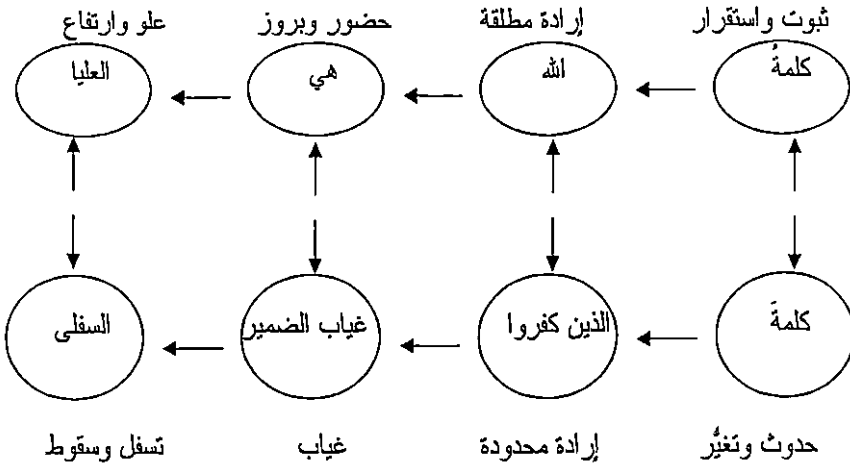 ثبوت واستقرار إرادة مطلقة حضور وبروز علو وارتفاع
كلمةُ الله هي العليا
كلمةَ الذين كفروا غياب الضمير السفلى
حدوث وتغيُّر إرادة محدودة غياب تسفل وسقوط